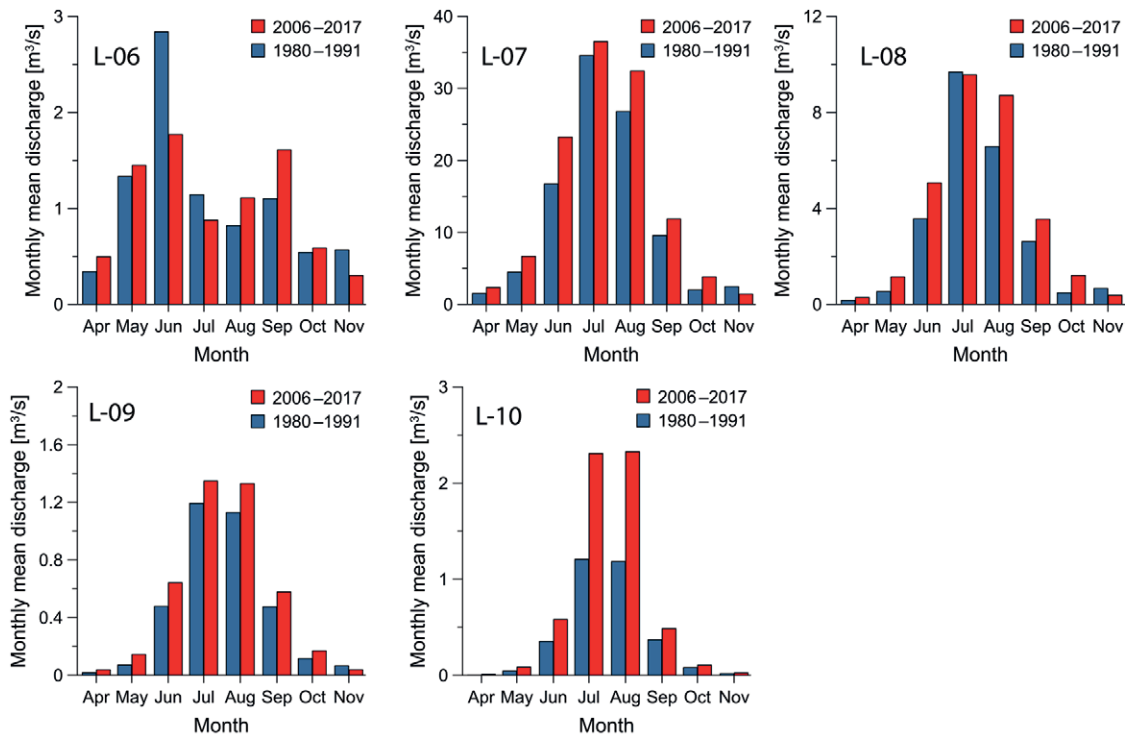 L-06
2006–2017
1980–1991
Monthly mean discharge [m³/s]
3
2
1
0
Apr May Jun Jul Aug Sep Oct Nov
Month
L-07
2006–2017
1980–1991
Monthly mean discharge [m³/s]
40
30
20
10
0
Apr May Jun Jul Aug Sep Oct Nov
Month
L-08
2006–2017
1980–1991
Monthly mean discharge [m³/s]
12
8
4
0
Apr May Jun Jul Aug Sep Oct Nov
Month
L-09
2006–2017
1980–1991
Monthly mean discharge [m³/s]
2
1.6
1.2
0.8
0.4
0
Apr May Jun Jul Aug Sep Oct Nov
Month
L-10
2006–2017
1980–1991
Monthly mean discharge [m³/s]
3
2
1
0
Apr May Jun Jul Aug Sep Oct Nov
Month